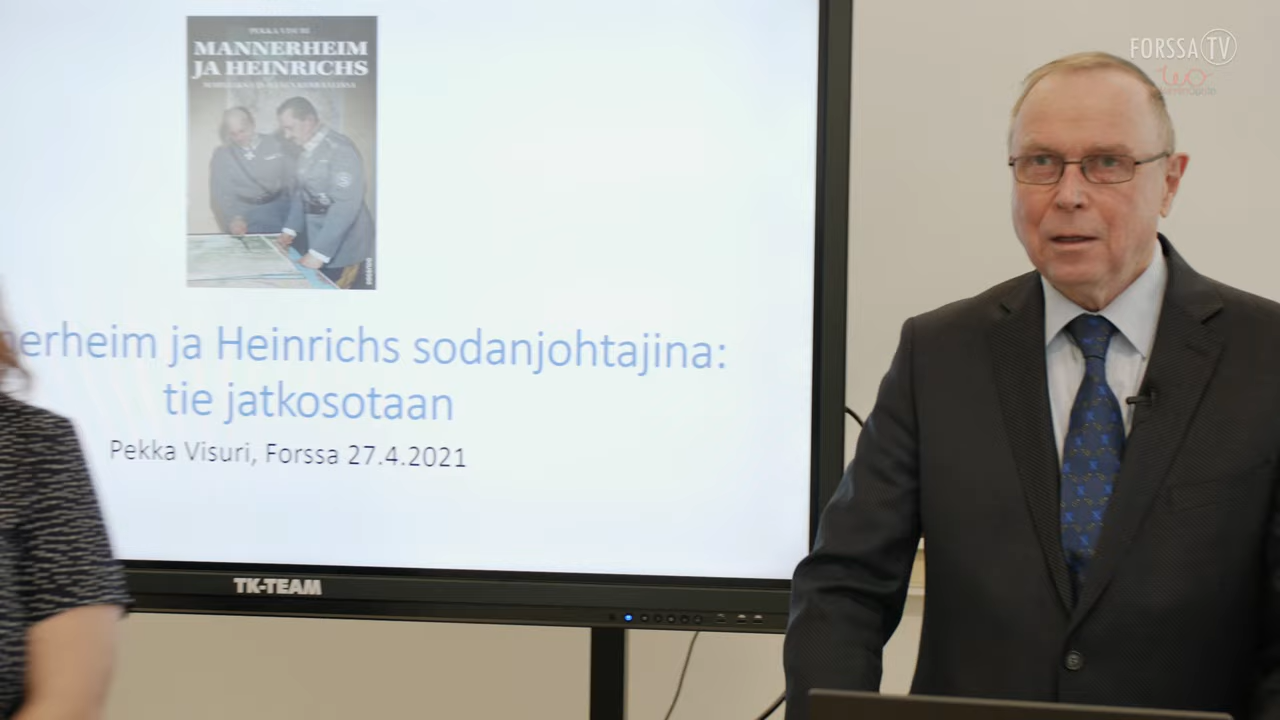 PEKKA VISURI
MANNERHEIM
JA HEINRICHS
FORSSA TV
nerheim ja Heinrichs sodanjohtajina:
tie jatkosotaan
Pekka Visuri, Forssa 27.4.2021
TK-TEAM